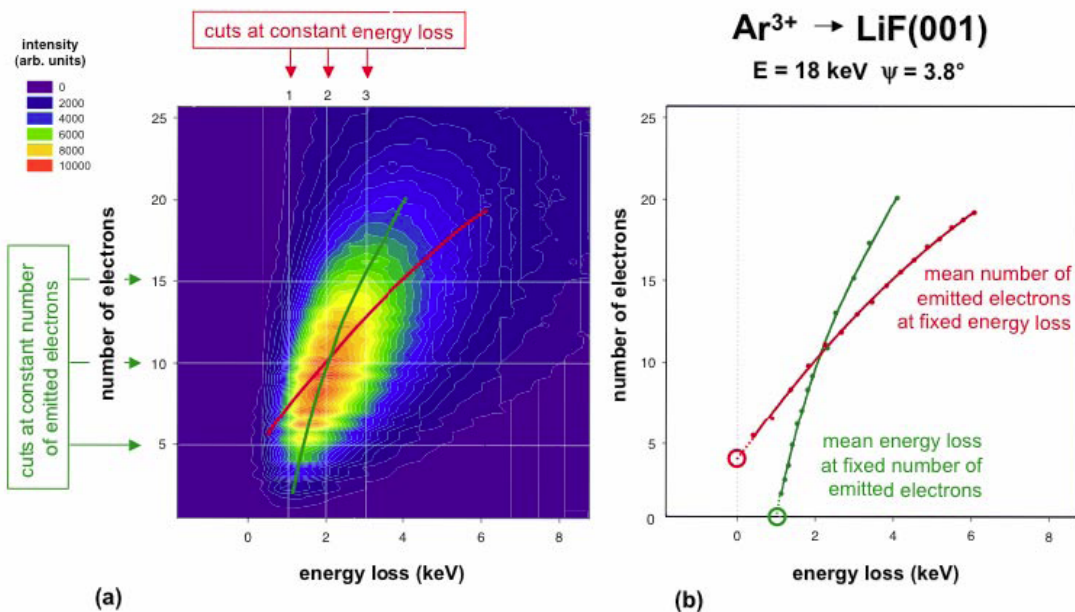 cuts at constant energy loss
Ar³⁺ → LiF(001)
E = 18 keV ψ = 3.8°
intensity
(arb. units)
0
2000
4000
6000
8000
10000
1 2 3
25
20
15
10
5
number of electrons
cuts at constant number
of emitted electrons
0 2 4 6 8
energy loss (keV)
(a)
25
20
15
10
5
0
number of electrons
mean number of
emitted electrons
at fixed energy loss
mean energy loss
at fixed number of
emitted electrons
0 2 4 6 8
energy loss (keV)
(b)